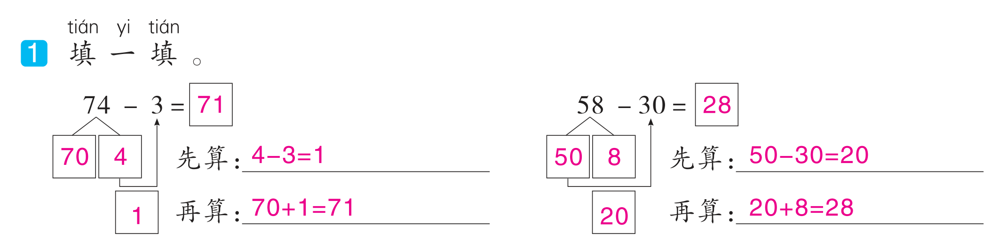 tián yi tián
1 填一填。
74 - 3 = 71
70 4
先算：4-3=1
1
再算：70+1=71
58 - 30 = 28
50 8
先算：50-30=20
20
再算：20+8=28